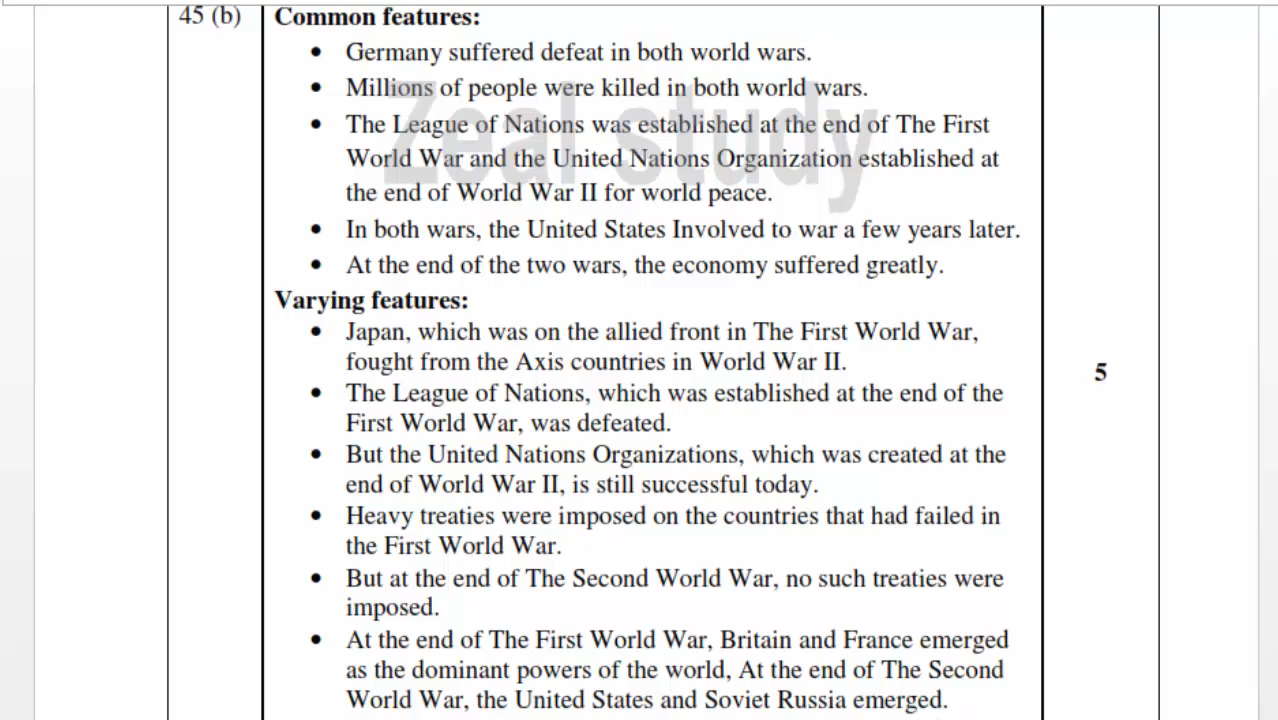 45 (b)
Common features:
• Germany suffered defeat in both world wars.
• Millions of people were killed in both world wars.
• The League of Nations was established at the end of The First
World War and the United Nations Organization established at
the end of World War II for world peace.
• In both wars, the United States Involved to war a few years later.
• At the end of the two wars, the economy suffered greatly.
Varying features:
• Japan, which was on the allied front in The First World War,
fought from the Axis countries in World War II.
• The League of Nations, which was established at the end of the
First World War, was defeated.
• But the United Nations Organizations, which was created at the
end of World War II, is still successful today.
• Heavy treaties were imposed on the countries that had failed in
the First World War.
• But at the end of The Second World War, no such treaties were
imposed.
• At the end of The First World War, Britain and France emerged
as the dominant powers of the world, At the end of The Second
World War, the United States and Soviet Russia emerged.
5
Zeal study